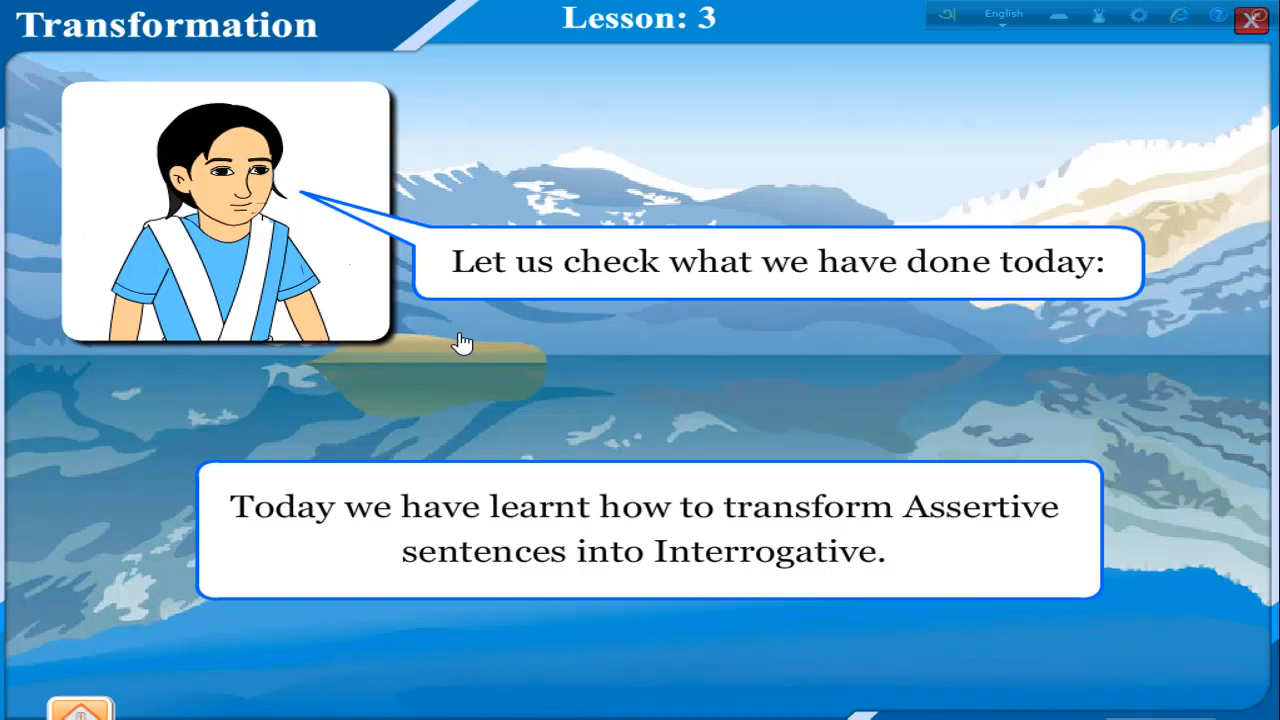 Transformation
Lesson: 3
English
Let us check what we have done today:
Today we have learnt how to transform Assertive
sentences into Interrogative.